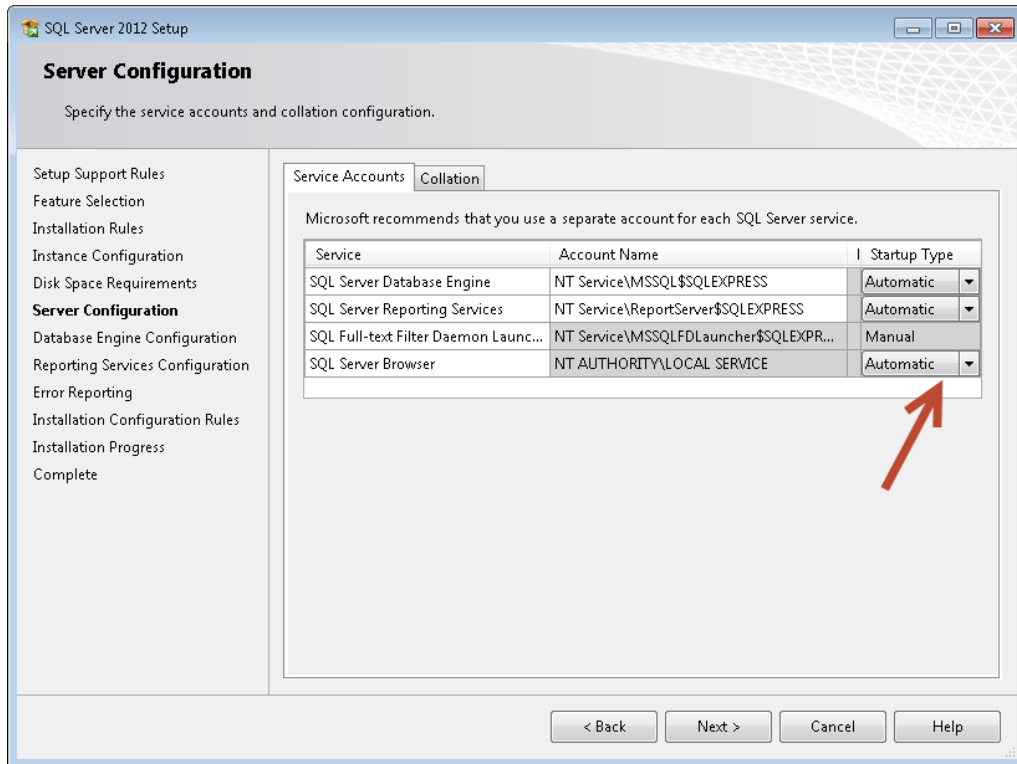 SQL Server 2012 Setup
Server Configuration
Specify the service accounts and collation configuration.
Setup Support Rules
Feature Selection
Installation Rules
Instance Configuration
Disk Space Requirements
Server Configuration
Database Engine Configuration
Reporting Services Configuration
Error Reporting
Installation Configuration Rules
Installation Progress
Complete
Service Accounts Collation
Microsoft recommends that you use a separate account for each SQL Server service.
Service Account Name Startup Type
SQL Server Database Engine NT Service\MSSQL$SQLEXPRESS Automatic
SQL Server Reporting Services NT Service\ReportServer$SQLEXPRESS Automatic
SQL Full-text Filter Daemon Launc... NT Service\MSSQLFDLauncher$SQLEXPR... Manual
SQL Server Browser NT AUTHORITY\LOCAL SERVICE Automatic
< Back Next > Cancel Help